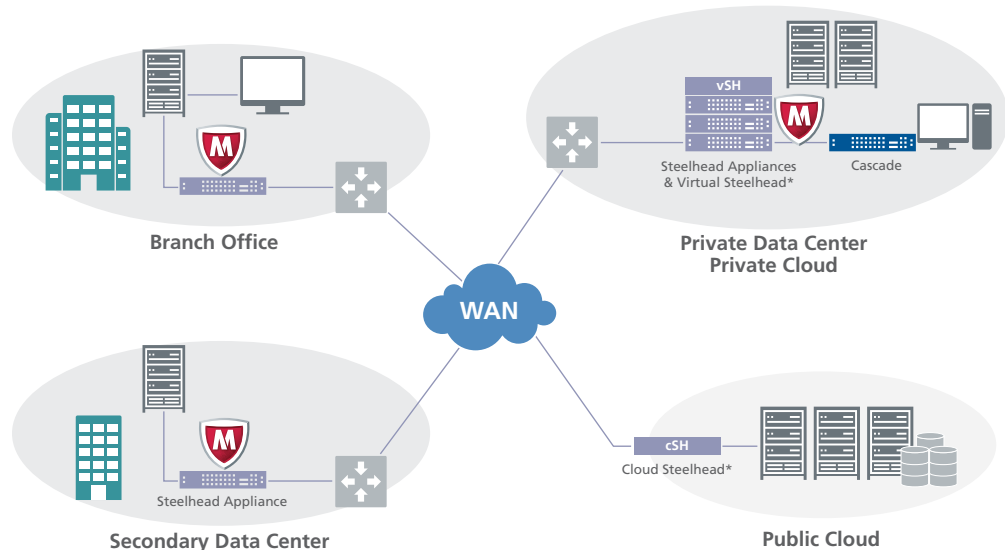 vSH
Steelhead Appliances
& Virtual Steelhead*
Cascade
Branch Office
Private Data Center
Private Cloud
WAN
Steelhead Appliance
cSH
Cloud Steelhead*
Secondary Data Center
Public Cloud
M
M
M